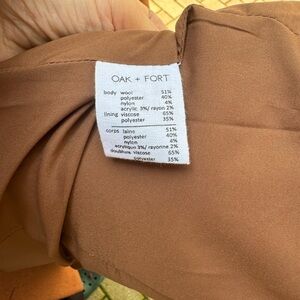 OAK + FORT
body wool 51%
polyester 40%
nylon 4%
acrylic 3%/ rayon 2%
lining viscose 65%
polyester 35%
corps laine 51%
polyester 40%
nylon 4%
acrylique 3%/ rayonne 2%
doublure viscose 65%
polyester 35%